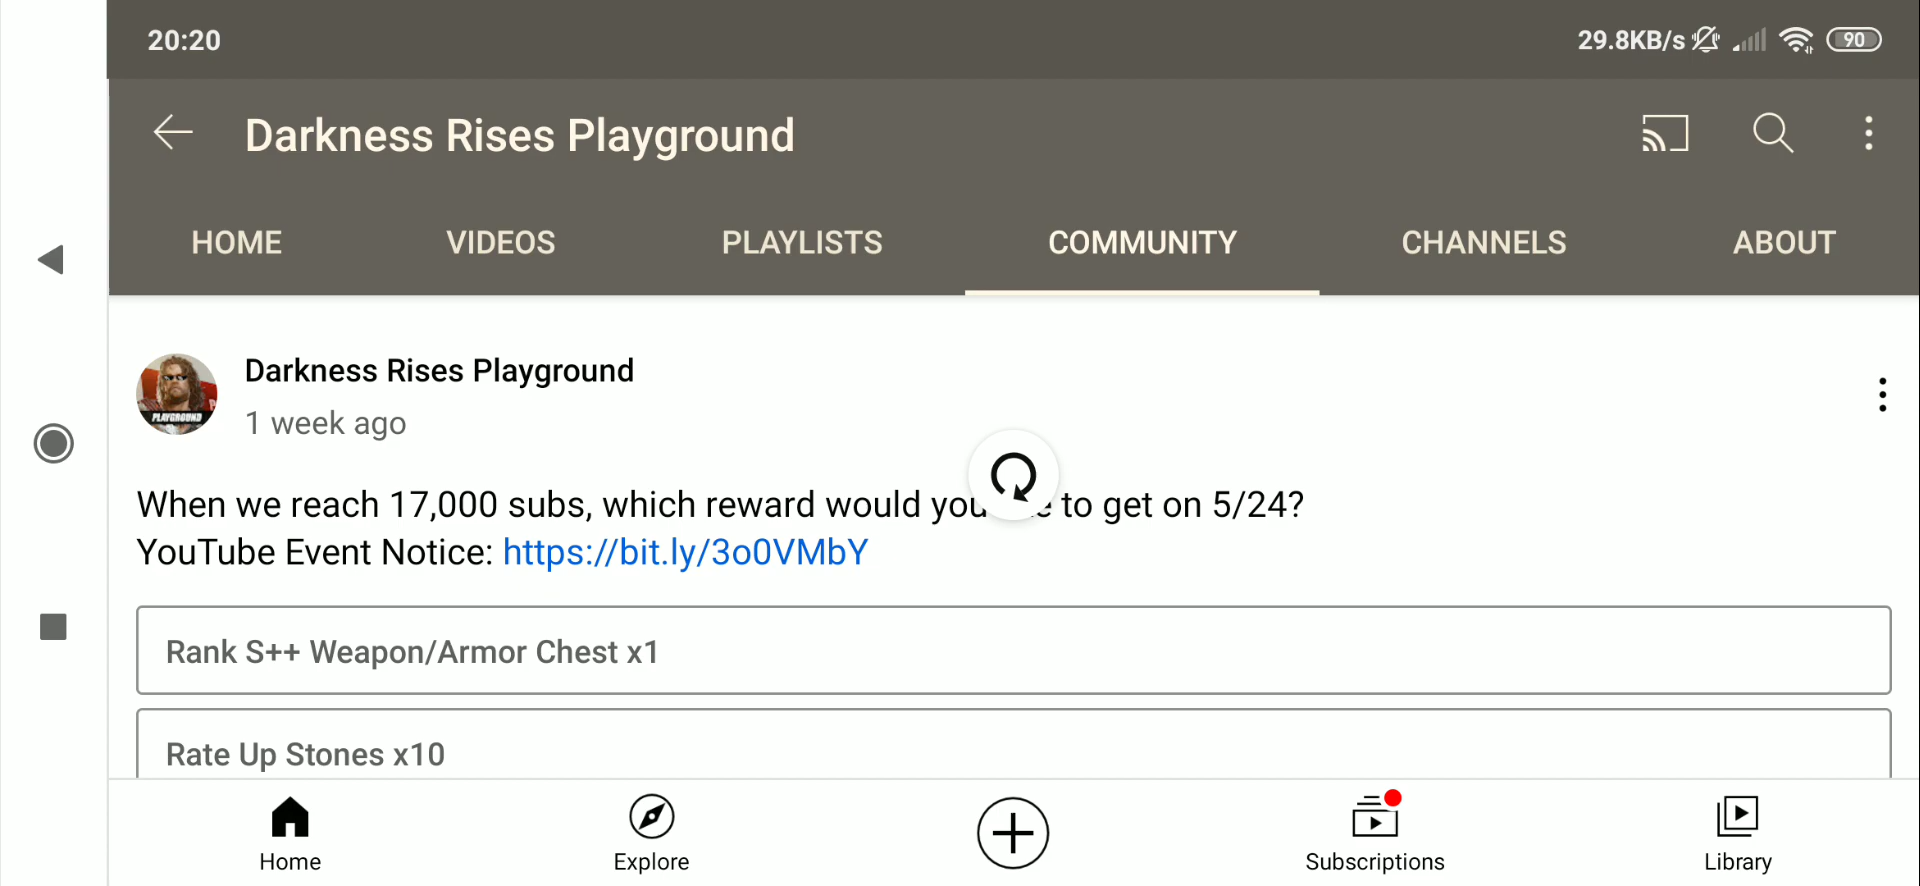 20:20
29.8KB/s
90
Darkness Rises Playground
HOME
VIDEOS
PLAYLISTS
COMMUNITY
CHANNELS
ABOUT
Darkness Rises Playground
PLAYGROUND
1 week ago
When we reach 17,000 subs, which reward would you to get on 5/24?
YouTube Event Notice: https://bit.ly/3o0VMbY
Rank S++ Weapon/Armor Chest x1
Rate Up Stones x10
Home
Explore
Subscriptions
Library